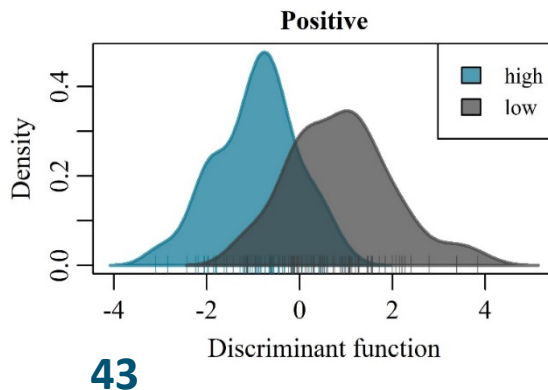 Positive
high
low
Density
0.4
0.2
0.0
-4 -2 0 2 4
Discriminant function
43